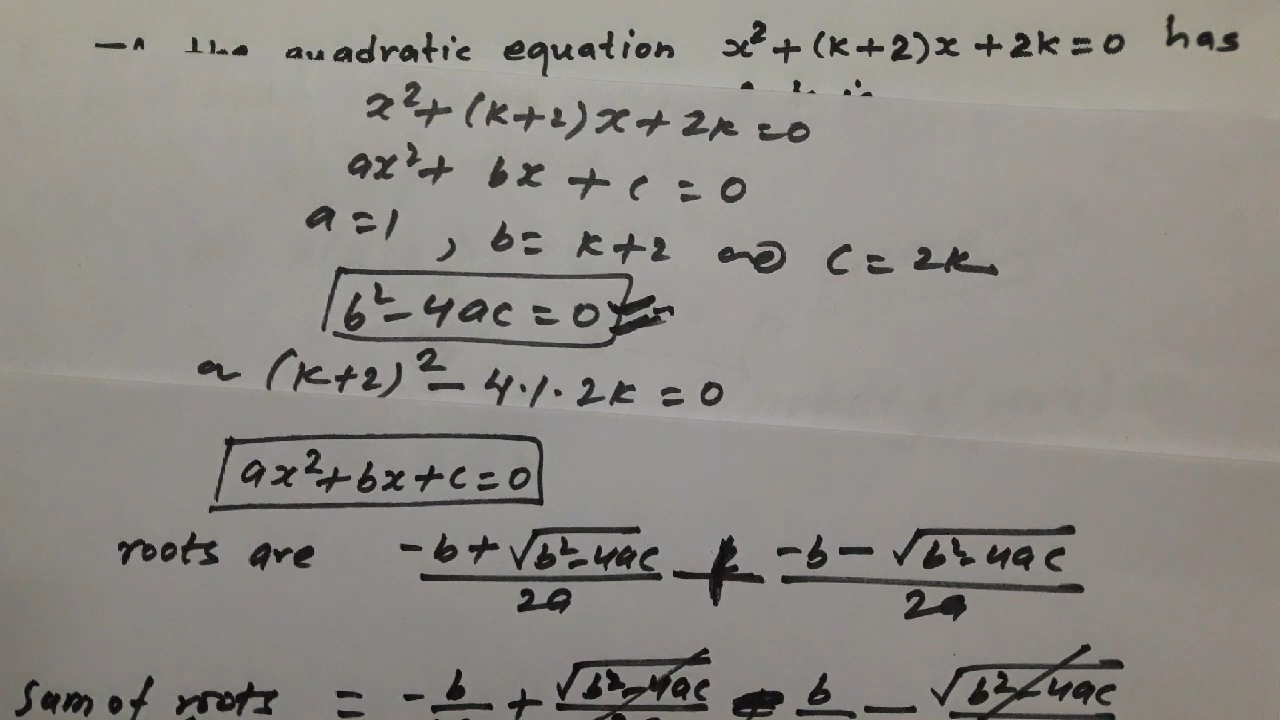 quadratic equation x²+(k+2)x+2k=0 has
x²+(k+2)x+2k=0
ax²+ bx + c = 0
a=1 , b= k+2 and c= 2k
b²-4ac=0
(k+2)²-4.1.2k=0
ax²+bx+c=0
roots are (-b+√(b²-4ac))/2a (-b-√(b²-4ac))/2a
Sum of roots = -b + √(b²-4ac) b - √(b²-4ac)